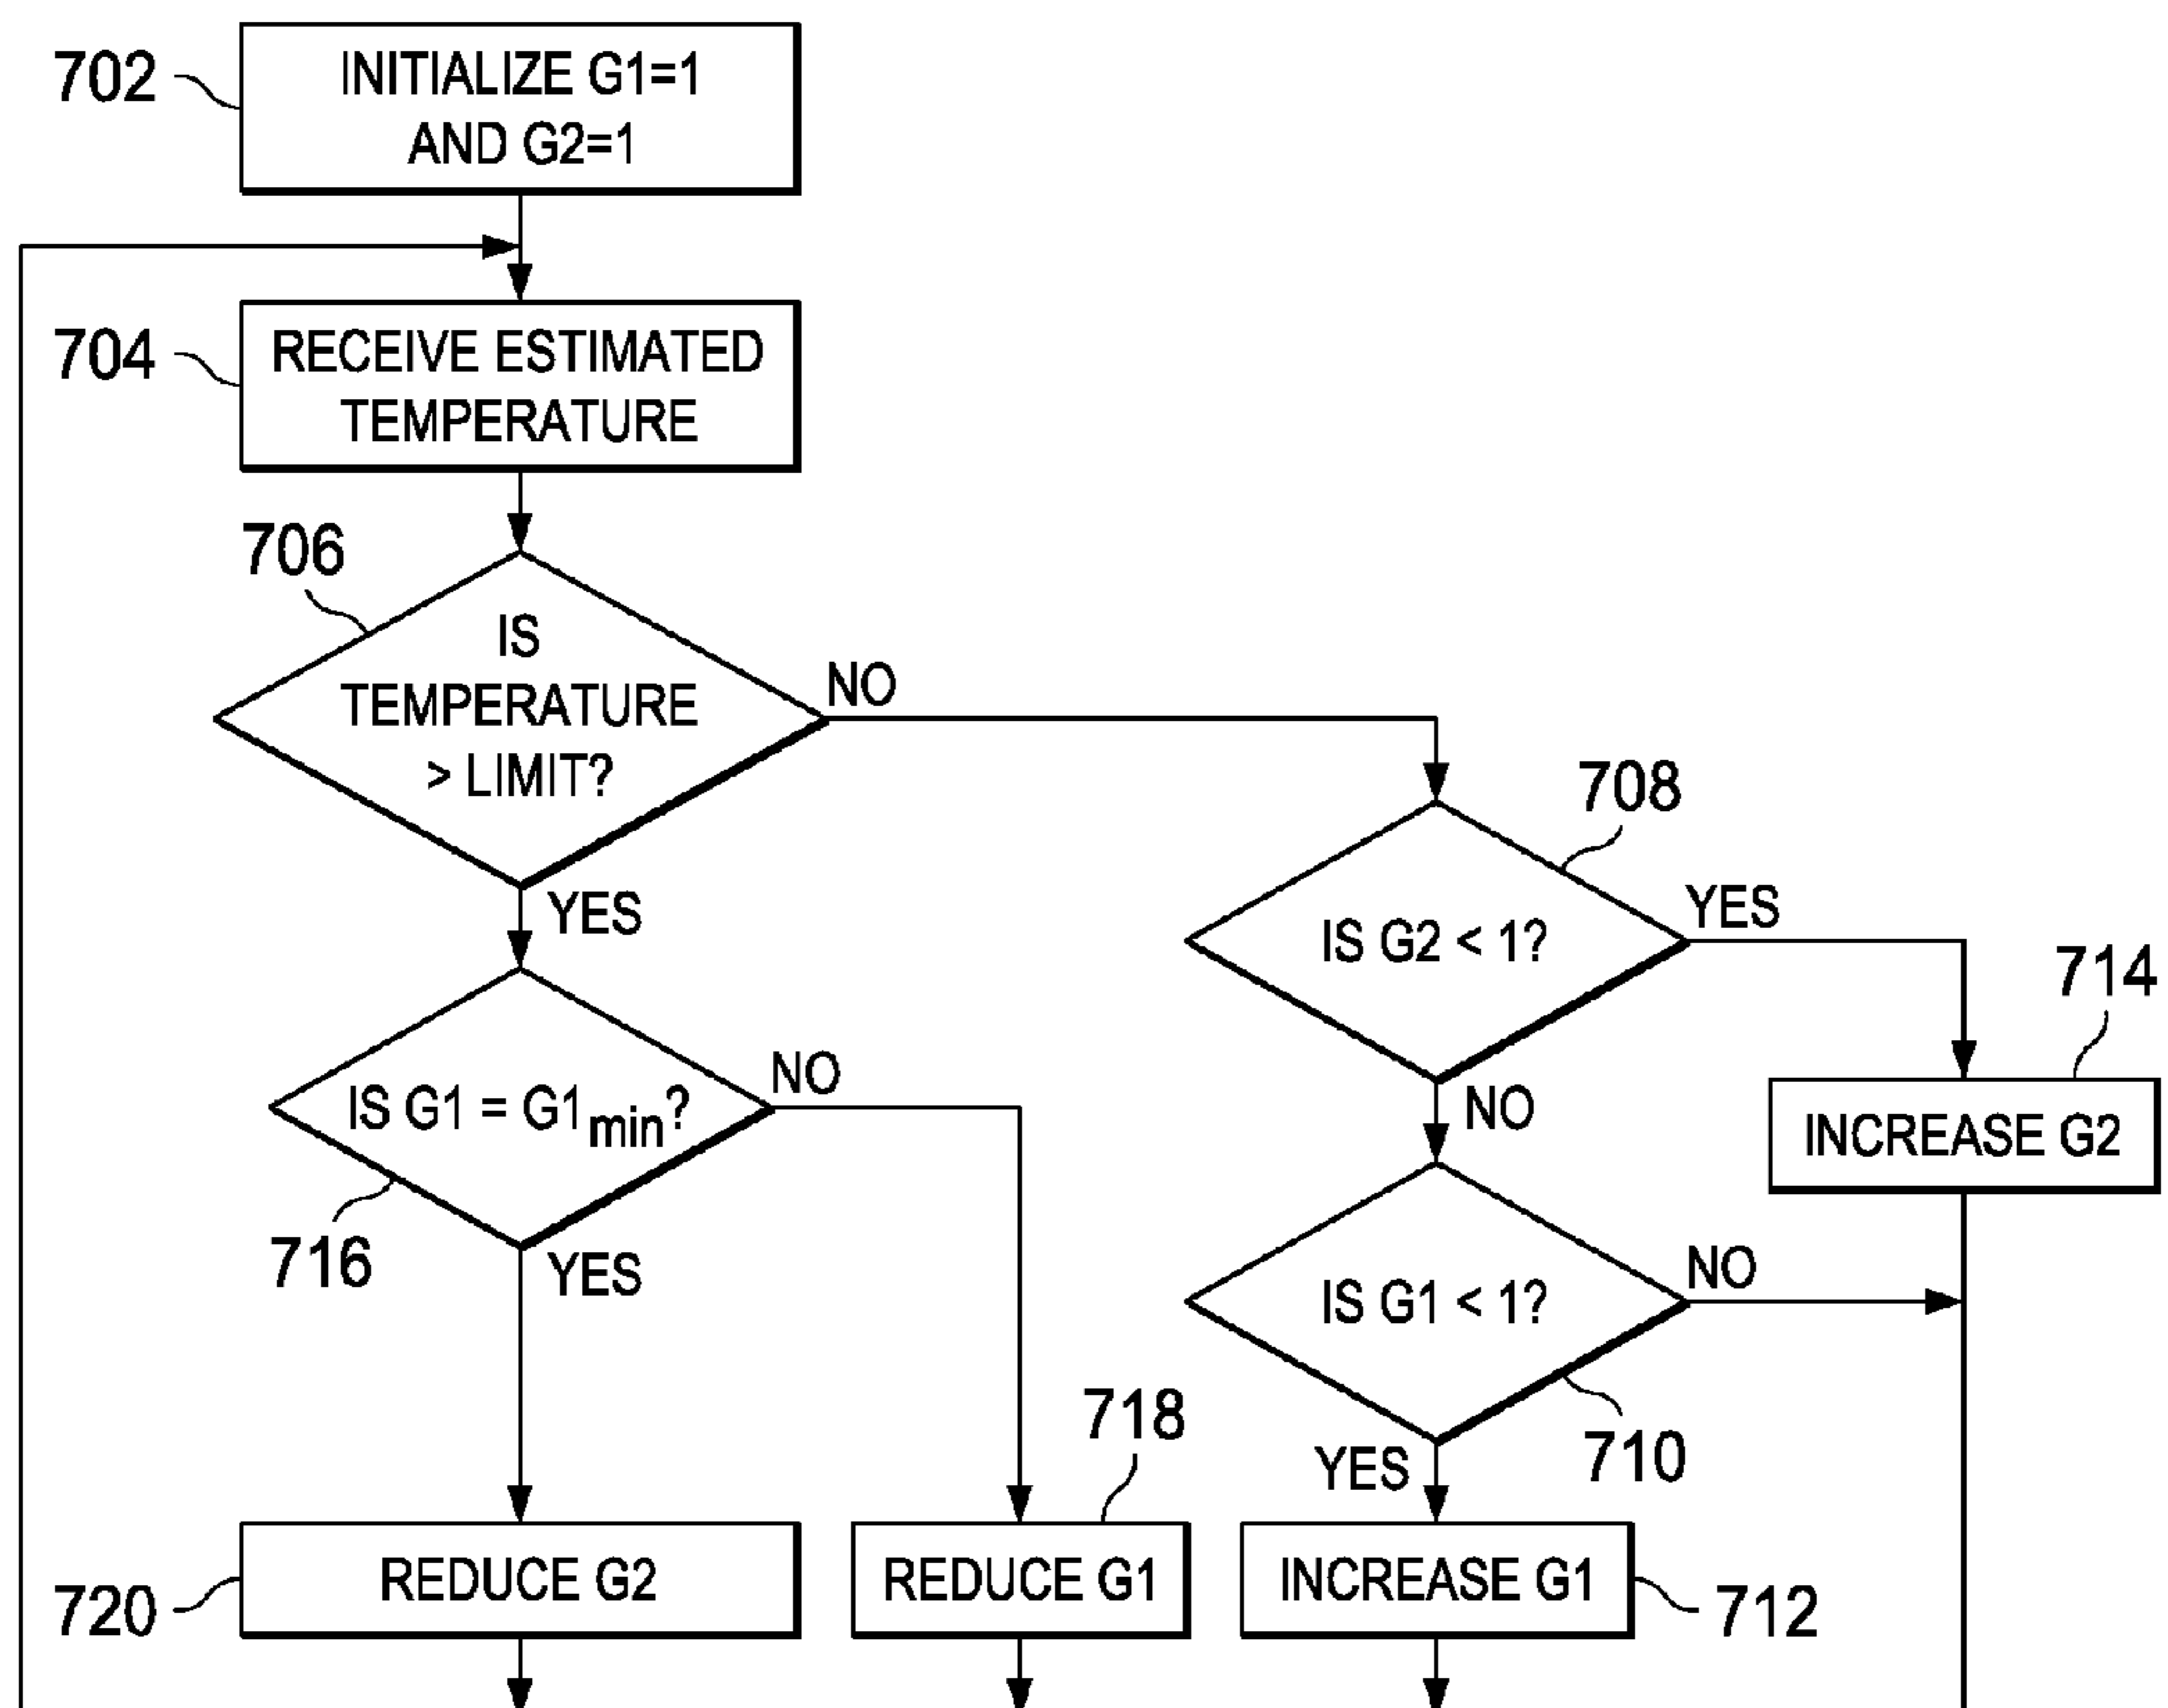 702
INITIALIZE G1=1
AND G2=1
704
RECEIVE ESTIMATED
TEMPERATURE
706
IS
TEMPERATURE
> LIMIT?
NO
YES
708
IS G2 < 1?
YES
NO
714
INCREASE G2
716
IS G1 = G1min?
NO
YES
IS G1 < 1?
NO
710
YES
718
720
REDUCE G2
REDUCE G1
INCREASE G1
712